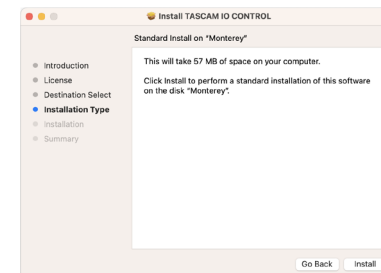 Install TASCAM IO CONTROL
Standard Install on "Monterey"
Introduction
License
Destination Select
Installation Type
Installation
Summary
This will take 57 MB of space on your computer.
Click Install to perform a standard installation of this software
on the disk "Monterey".
Go Back
Install